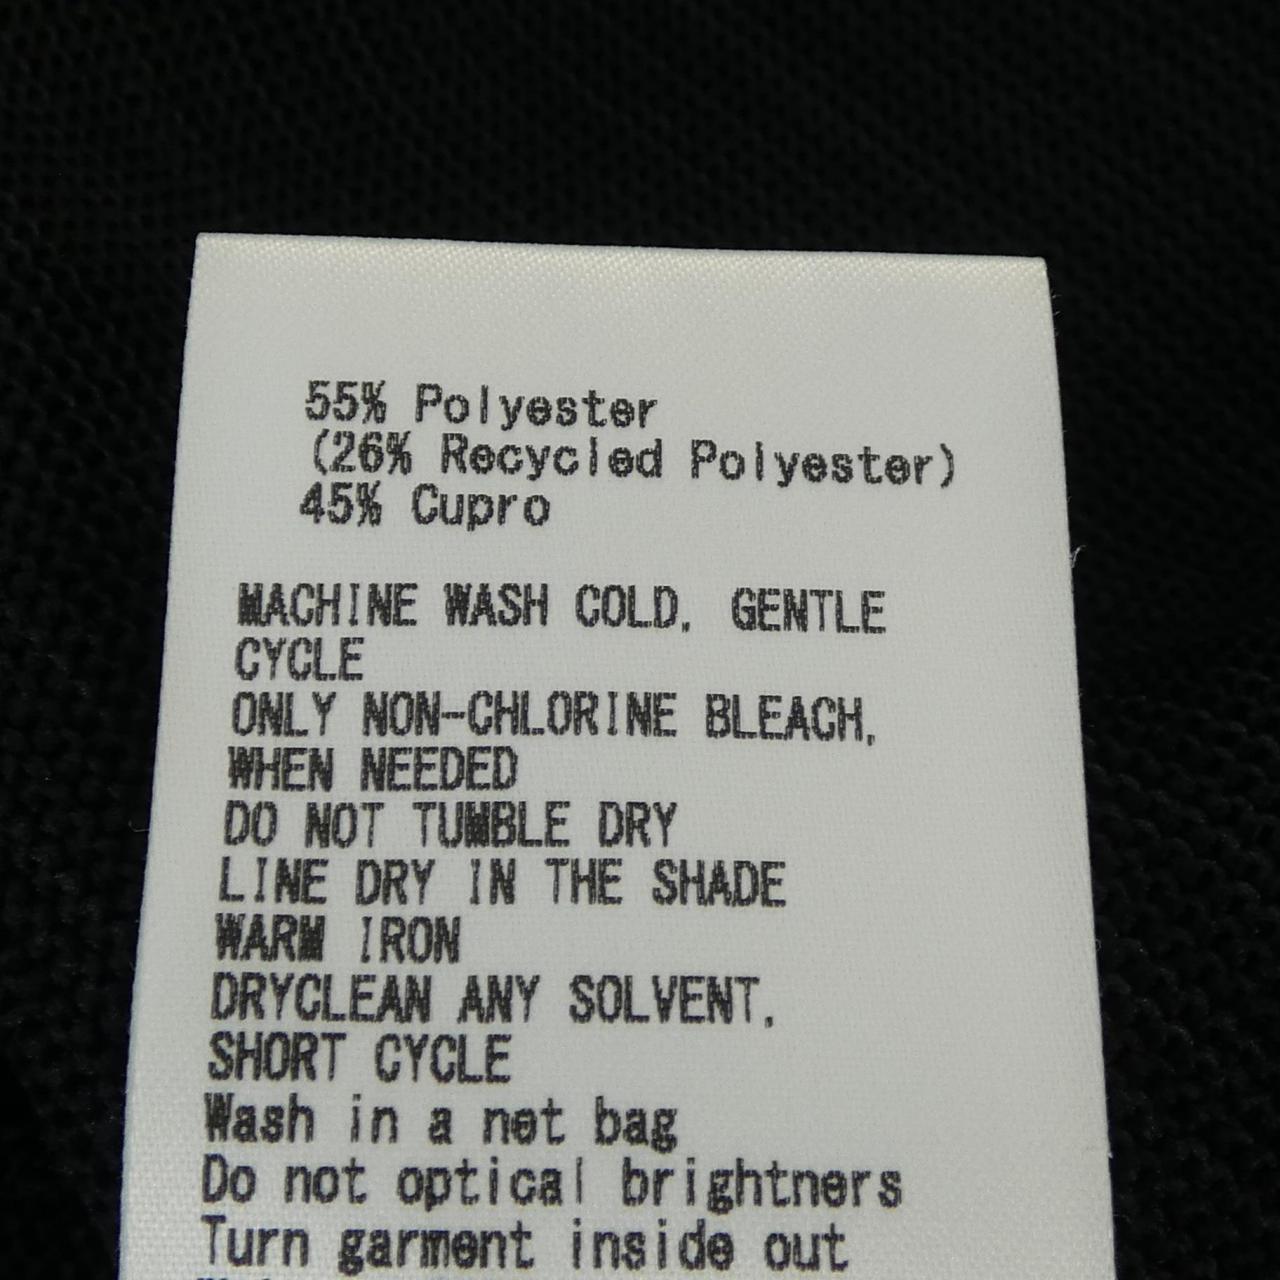 55% Polyester
(26% Recycled Polyester)
45% Cupro
MACHINE WASH COLD, GENTLE
CYCLE
ONLY NON-CHLORINE BLEACH,
WHEN NEEDED
DO NOT TUMBLE DRY
LINE DRY IN THE SHADE
WARM IRON
DRYCLEAN ANY SOLVENT,
SHORT CYCLE
Wash in a net bag
Do not optical brightners
Turn garment inside out